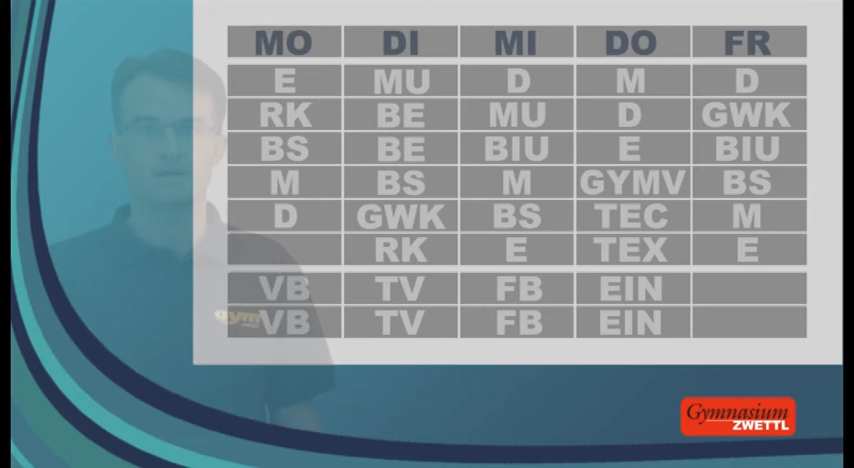 MO DI MI DO FR
E MU D M D
RK BE MU D GWK
BS BE BIU E BIU
M BS M GYMV BS
D GWK BS TEC M
RK E TEX E
VB TV FB EIN
VB TV FB EIN
gym
Gymnasium
ZWETTL